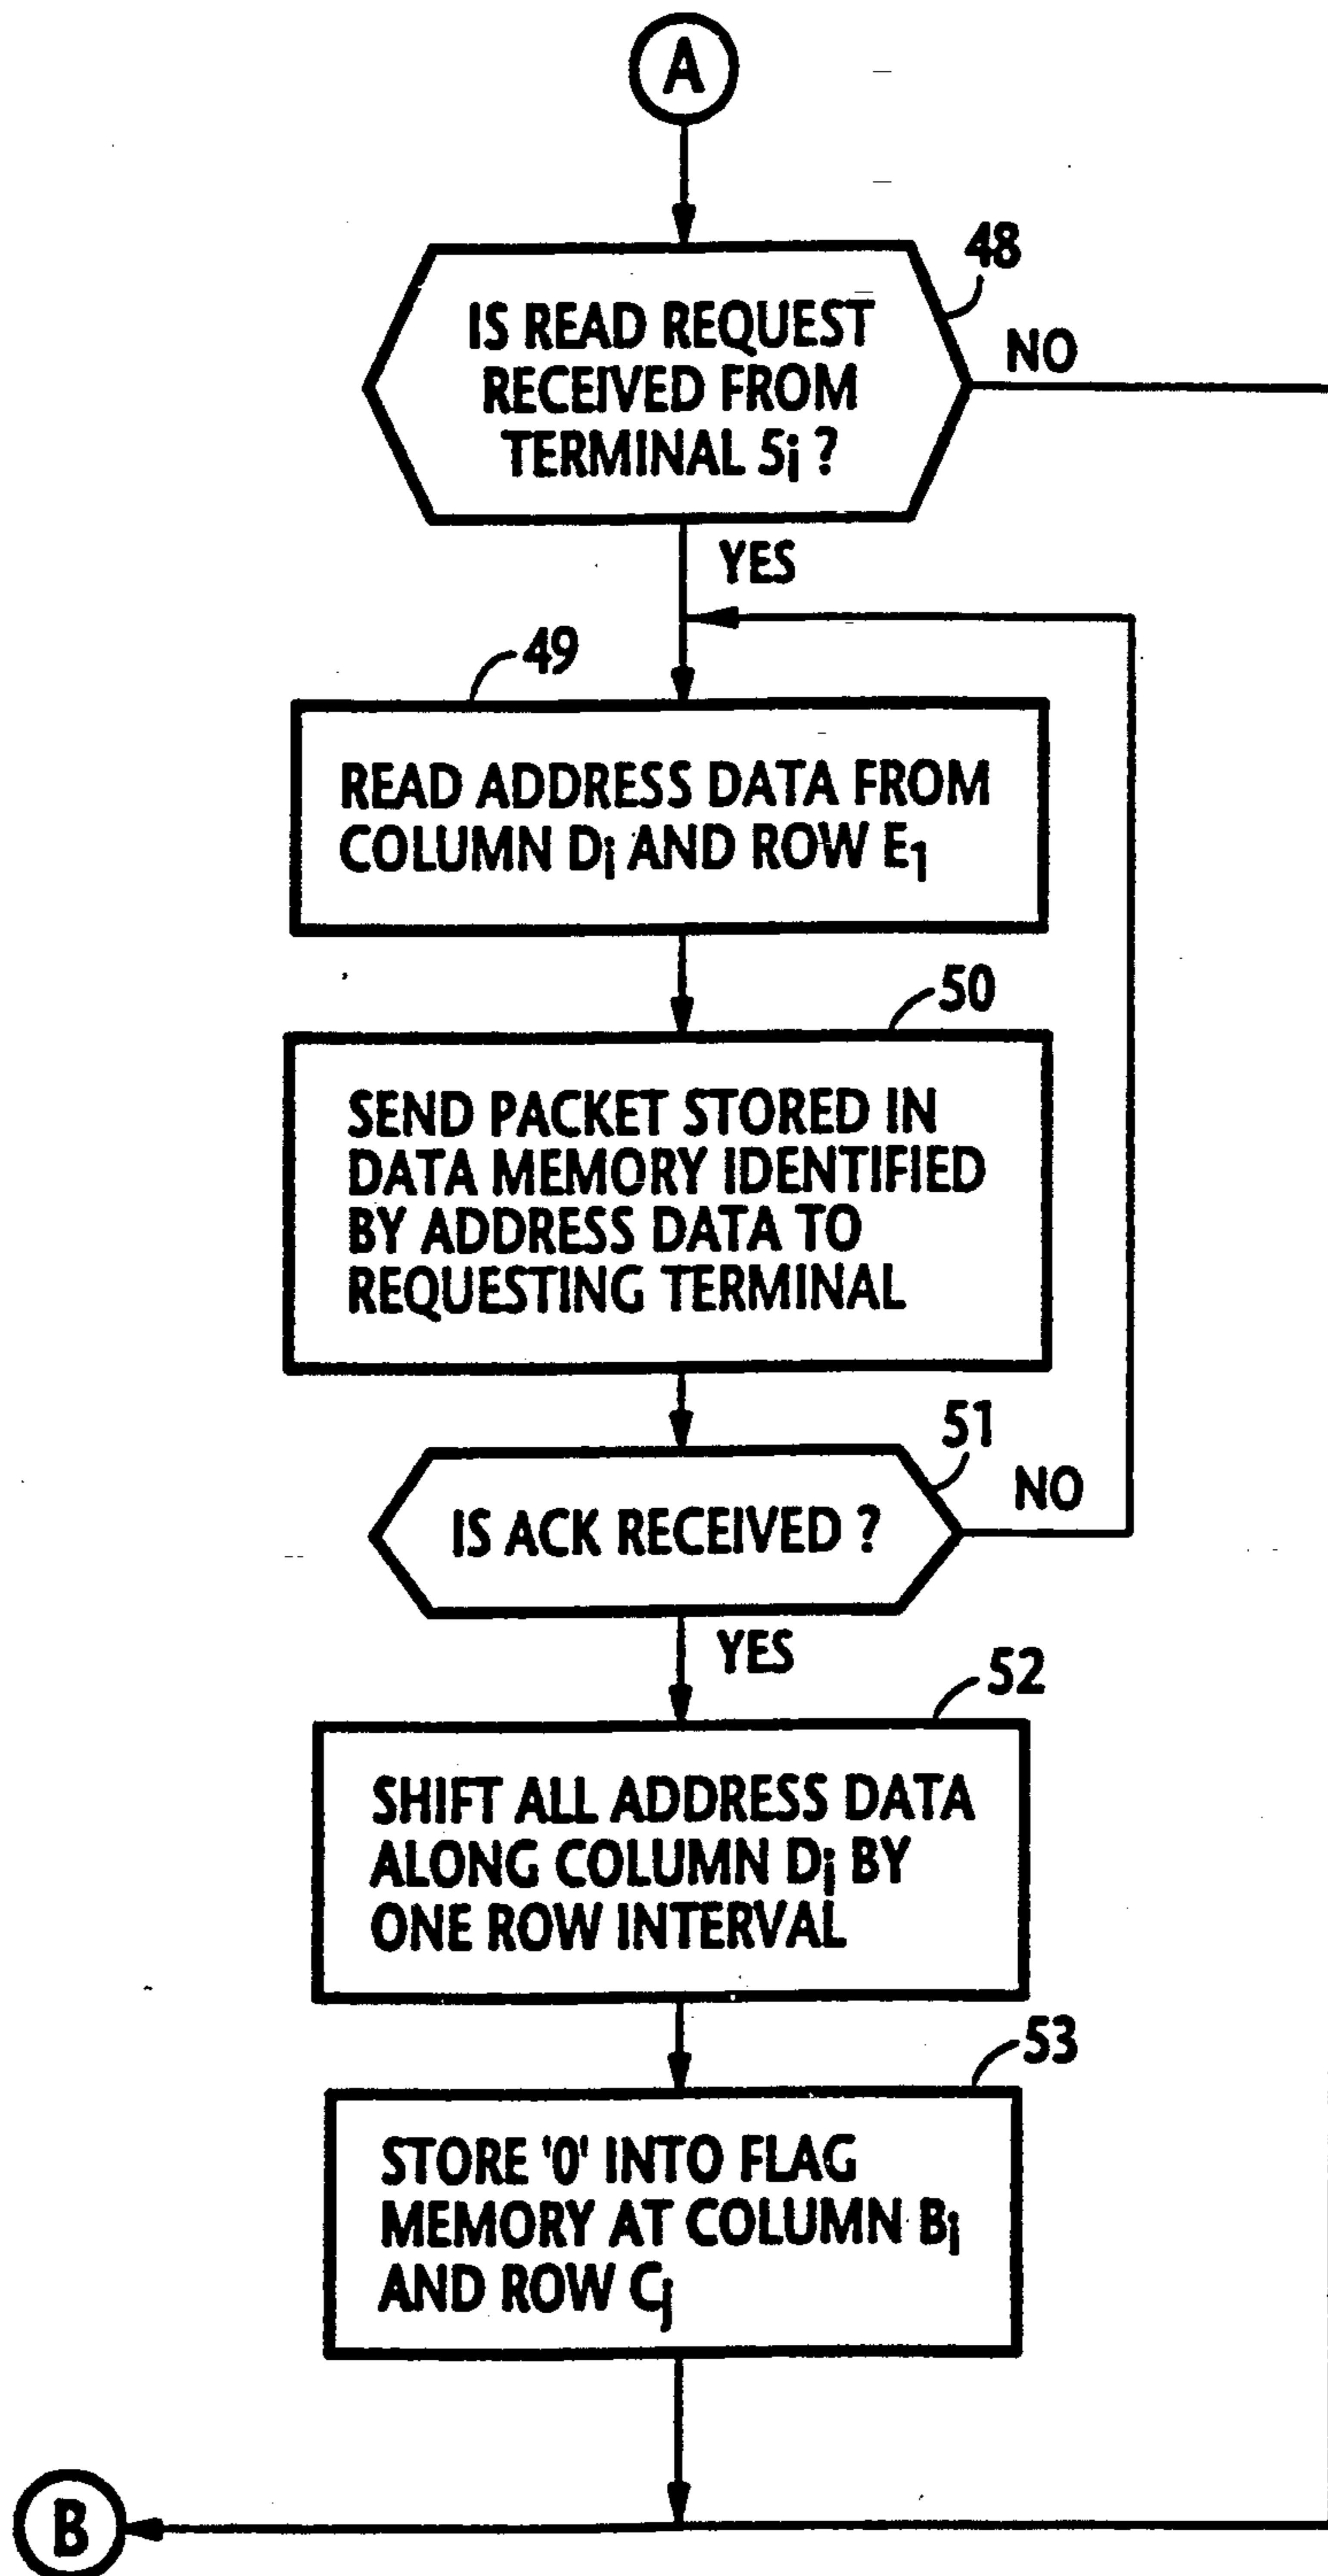 A
48
IS READ REQUEST
RECEIVED FROM
TERMINAL 5i ?
NO
YES
49
READ ADDRESS DATA FROM
COLUMN Di AND ROW E1
50
SEND PACKET STORED IN
DATA MEMORY IDENTIFIED
BY ADDRESS DATA TO
REQUESTING TERMINAL
51
IS ACK RECEIVED ?
NO
YES
52
SHIFT ALL ADDRESS DATA
ALONG COLUMN Di BY
ONE ROW INTERVAL
53
STORE '0' INTO FLAG
MEMORY AT COLUMN Bi
AND ROW Cj
B